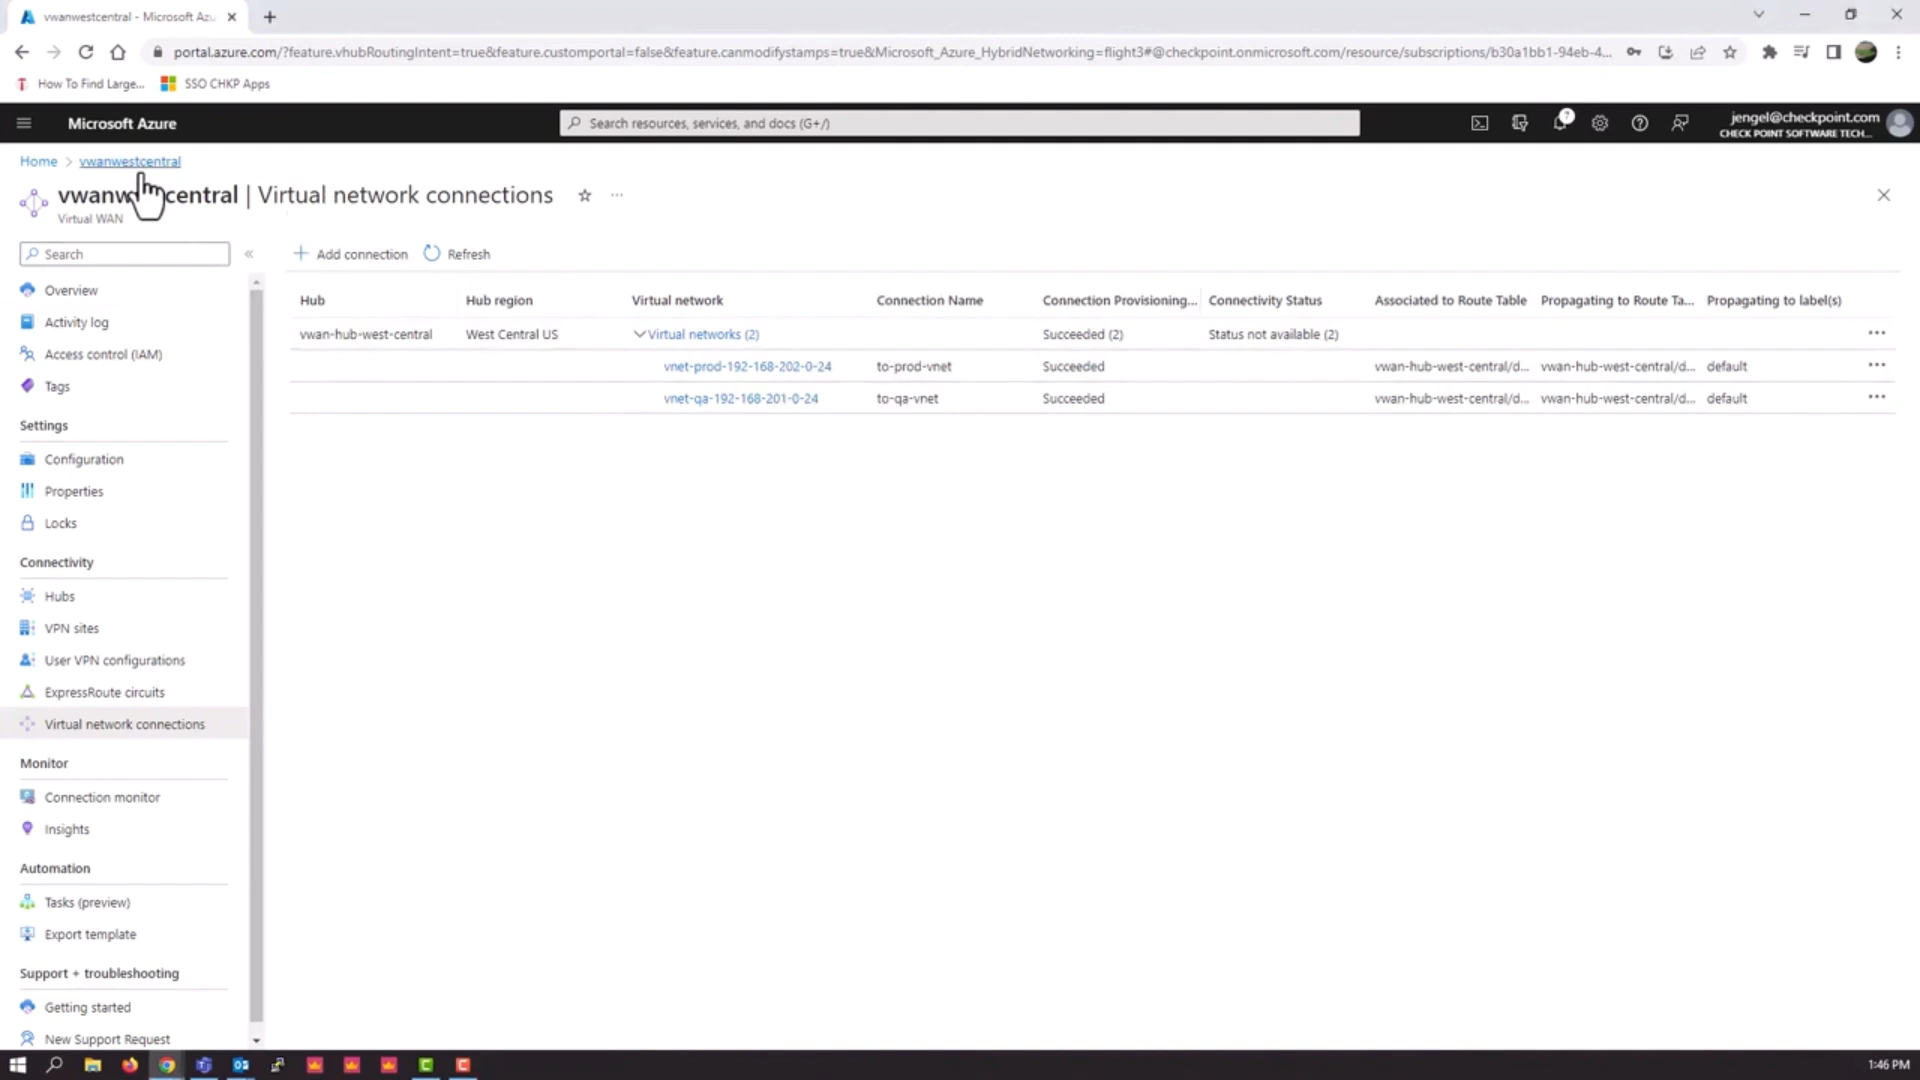 vwanwestcentral - Microsoft Azu
portal.azure.com/?feature.vhubRoutingIntent=true&feature.customportal=false&feature.canmodifystamps=true&Microsoft_Azure_HybridNetworking=flight3#@checkpoint.onmicrosoft.com/resource/subscriptions/b30a1bb1-94eb-4...
How To Find Large...
SSO CHKP Apps
Microsoft Azure
Search resources, services, and docs (G+/)
jengel@checkpoint.com
CHECK POINT SOFTWARE TECH...
Home > vwanwestcentral
central | Virtual network connections
Virtual WAN
Search
Add connection
Refresh
Hub Hub region Virtual network Connection Name Connection Provisioning... Connectivity Status Associated to Route Table Propagating to Route Ta... Propagating to label(s)
vwan-hub-west-central West Central US Virtual networks (2) Succeeded (2) Status not available (2)
vnet-prod-192-168-202-0-24 to-prod-vnet Succeeded vwan-hub-west-central/d... vwan-hub-west-central/d... default
vnet-qa-192-168-201-0-24 to-qa-vnet Succeeded vwan-hub-west-central/d... vwan-hub-west-central/d... default
Overview
Activity log
Access control (IAM)
Tags
Settings
Configuration
Properties
Locks
Connectivity
Hubs
VPN sites
User VPN configurations
ExpressRoute circuits
Virtual network connections
Monitor
Connection monitor
Insights
Automation
Tasks (preview)
Export template
Support + troubleshooting
Getting started
New Support Request
1:46 PM